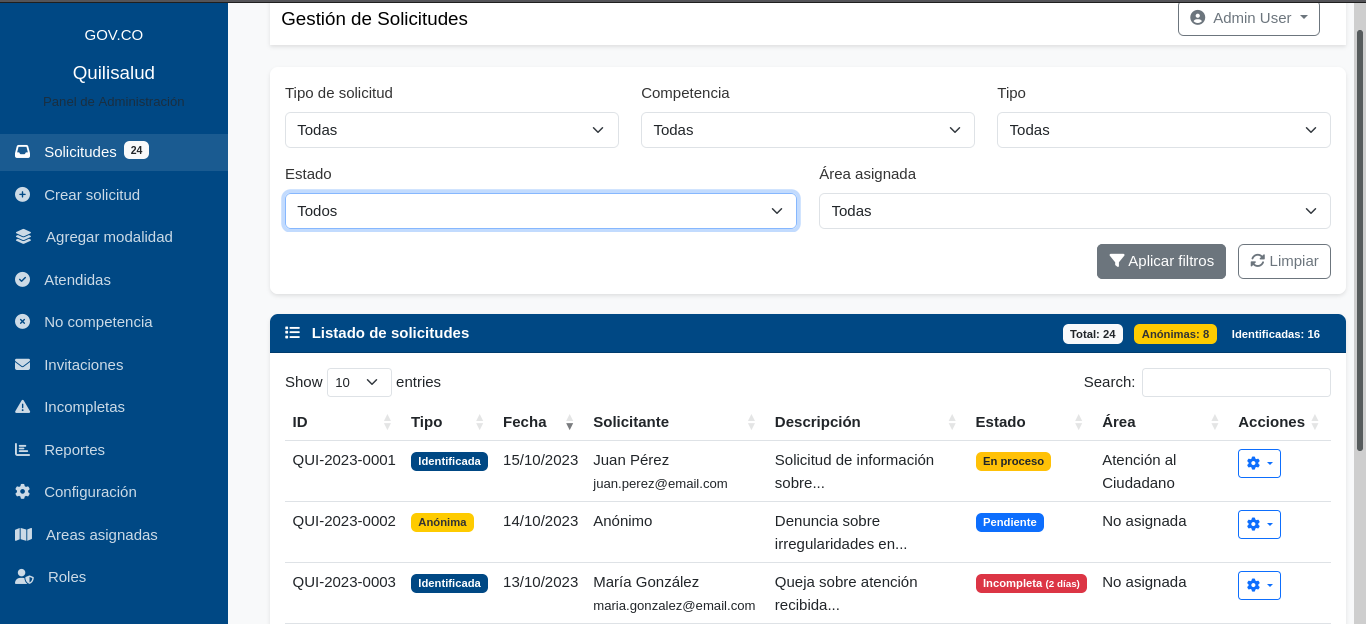 GOV.CO
Quilisalud
Panel de Administración
Solicitudes 24
Crear solicitud
Agregar modalidad
Atendidas
No competencia
Invitaciones
Incompletas
Reportes
Configuración
Areas asignadas
Roles
Gestión de Solicitudes
Admin User
Tipo de solicitud Competencia Tipo
Todas Todas Todas
Estado Área asignada
Todos Todas
Aplicar filtros Limpiar
Listado de solicitudes Total: 24 Anónimas: 8 Identificadas: 16
Show 10 entries Search:
ID Tipo Fecha Solicitante Descripción Estado Área Acciones
QUI-2023-0001 Identificada 15/10/2023 Juan Pérez Solicitud de información En proceso Atención al
juan.perez@email.com sobre... Ciudadano
QUI-2023-0002 Anónima 14/10/2023 Anónimo Denuncia sobre Pendiente No asignada
irregularidades en...
QUI-2023-0003 Identificada 13/10/2023 María González Queja sobre atención Incompleta (2 días) No asignada
maria.gonzalez@email.com recibida...